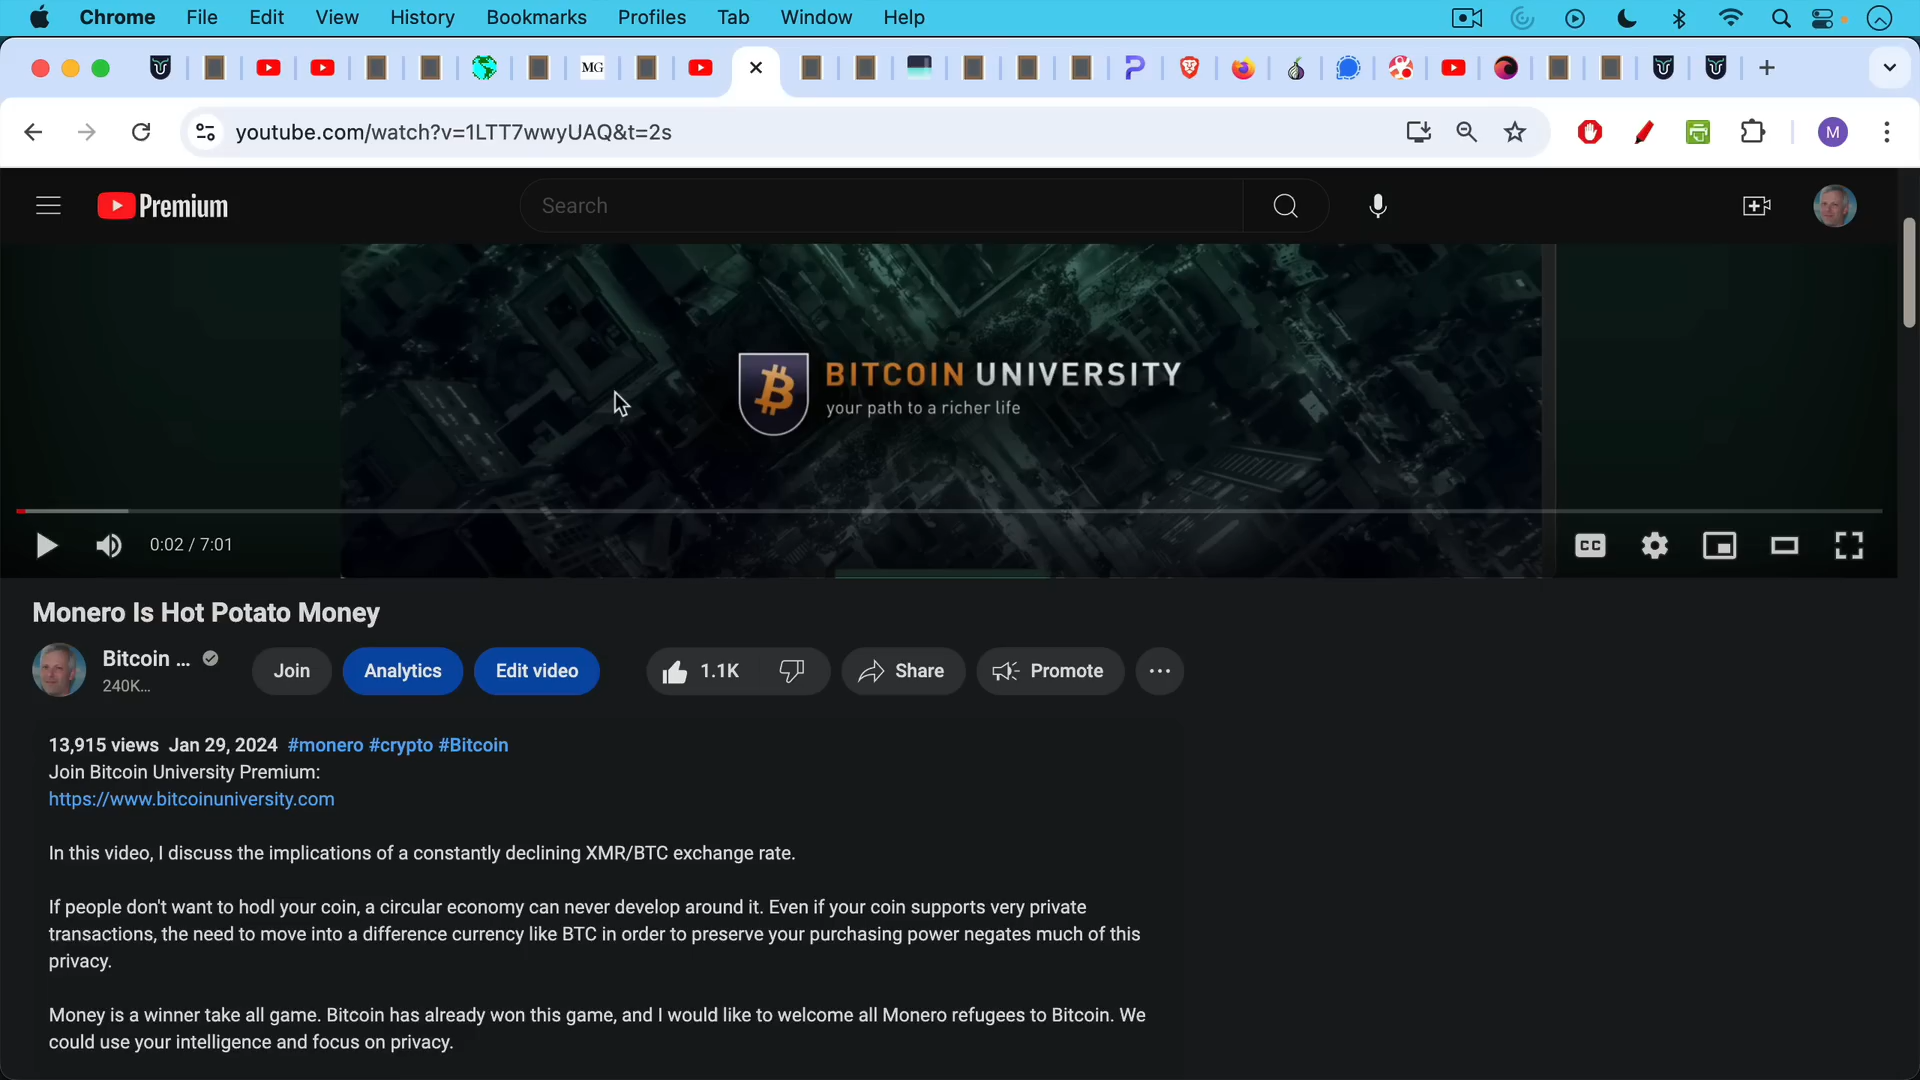 Chrome File Edit View History Bookmarks Profiles Tab Window Help
MG
youtube.com/watch?v=1LTT7wwyUAQ&t=2s
M
Premium
Search
BITCOIN UNIVERSITY
your path to a richer life
0:02 / 7:01
CC
Monero Is Hot Potato Money
Bitcoin ...
240K...
Join
Analytics
Edit video
1.1K
Share
Promote
13,915 views Jan 29, 2024 #monero #crypto #Bitcoin
Join Bitcoin University Premium:
https://www.bitcoinuniversity.com
In this video, I discuss the implications of a constantly declining XMR/BTC exchange rate.
If people don't want to hodl your coin, a circular economy can never develop around it. Even if your coin supports very private
transactions, the need to move into a difference currency like BTC in order to preserve your purchasing power negates much of this
privacy.
Money is a winner take all game. Bitcoin has already won this game, and I would like to welcome all Monero refugees to Bitcoin. We
could use your intelligence and focus on privacy.